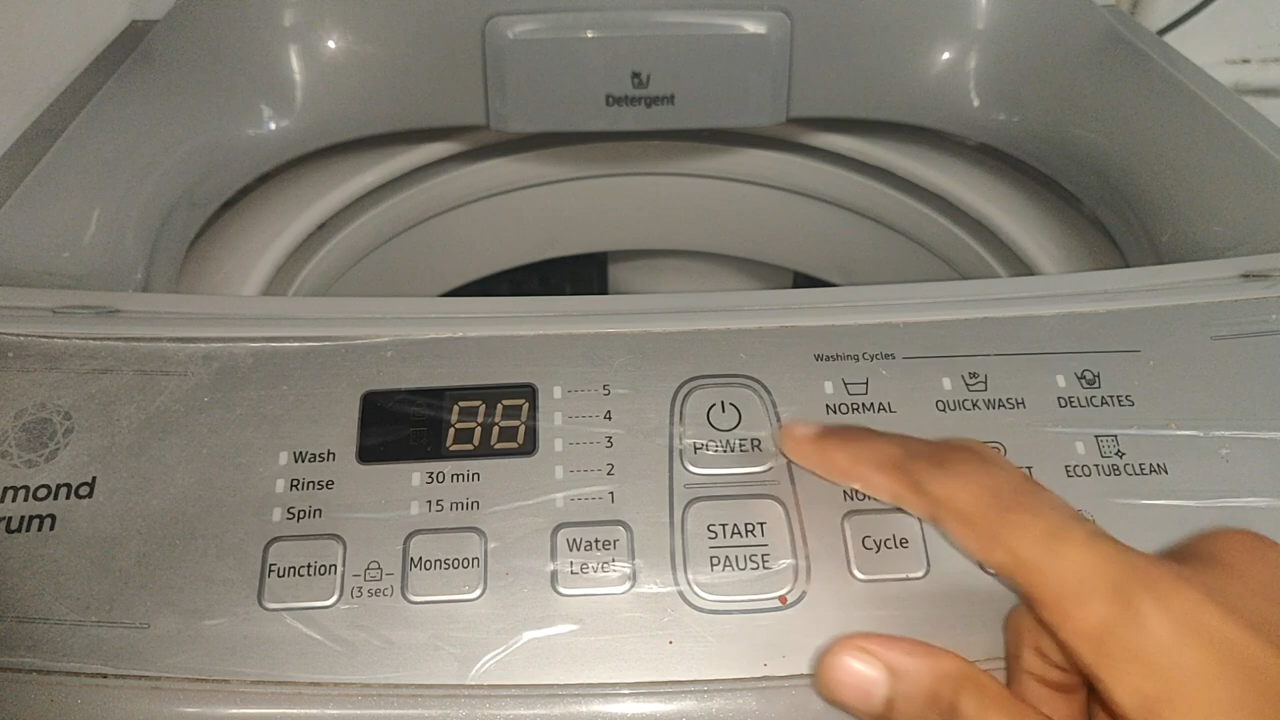 Detergent
Washing Cycles
NORMAL
QUICK WASH
DELICATES
ECO TUB CLEAN
POWER
START
PAUSE
Cycle
88
5
4
3
2
1
Wash
Rinse
Spin
30 min
15 min
Function
(3 sec)
Monsoon
Water
Level
mond
rum